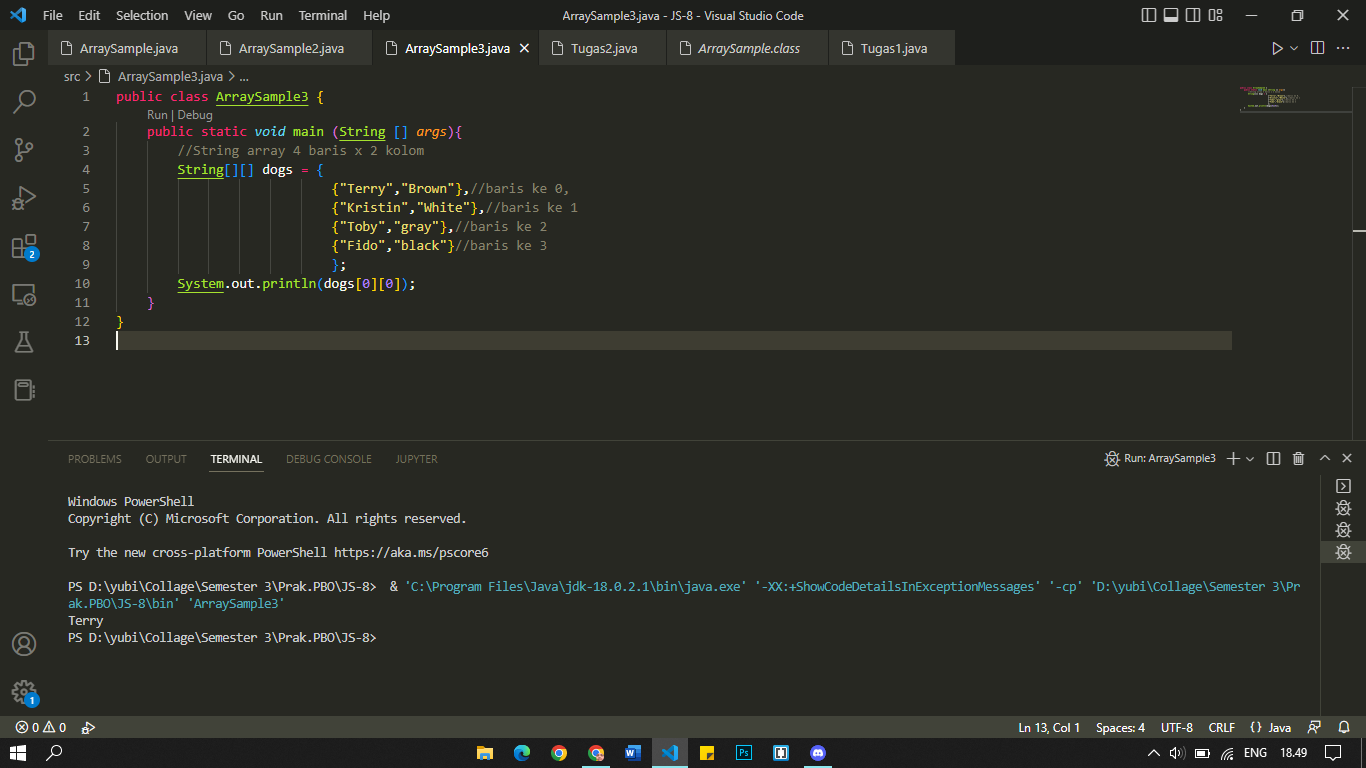 File Edit Selection View Go Run Terminal Help ArraySample3.java - JS-8 - Visual Studio Code
ArraySample.java ArraySample2.java ArraySample3.java Tugas2.java ArraySample.class Tugas1.java
src > ArraySample3.java > ...
1 public class ArraySample3 {
Run | Debug
2 public static void main (String [] args){
3 //String array 4 baris x 2 kolom
4 String[][] dogs = {
5 {"Terry","Brown"},//baris ke 0,
6 {"Kristin","White"},//baris ke 1
7 {"Toby","gray"},//baris ke 2
8 {"Fido","black"}//baris ke 3
9 };
10 System.out.println(dogs[0][0]);
11 }
12 }
13
2
PROBLEMS OUTPUT TERMINAL DEBUG CONSOLE JUPYTER Run: ArraySample3
Windows PowerShell
Copyright (C) Microsoft Corporation. All rights reserved.
Try the new cross-platform PowerShell https://aka.ms/pscore6
PS D:\yubi\Collage\Semester 3\Prak.PBO\JS-8> & 'C:\Program Files\Java\jdk-18.0.2.1\bin\java.exe' '-XX:+ShowCodeDetailsInExceptionMessages' '-cp' 'D:\yubi\Collage\Semester 3\Pr
ak.PBO\JS-8\bin' 'ArraySample3'
Terry
PS D:\yubi\Collage\Semester 3\Prak.PBO\JS-8>
1
0 0 Ln 13, Col 1 Spaces: 4 UTF-8 CRLF {} Java
W Ps ENG 18.49